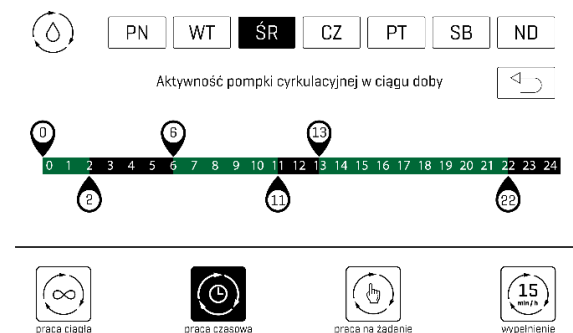 PN WT ŚR CZ PT SB ND
Aktywność pompki cyrkulacyjnej w ciągu doby
0 6 13
0 1 2 3 4 5 6 7 8 9 10 11 12 13 14 15 16 17 18 19 20 21 22 23 24
2 11 22
15
min/h
praca ciągła praca czasowa praca na żądanie wypełnienie